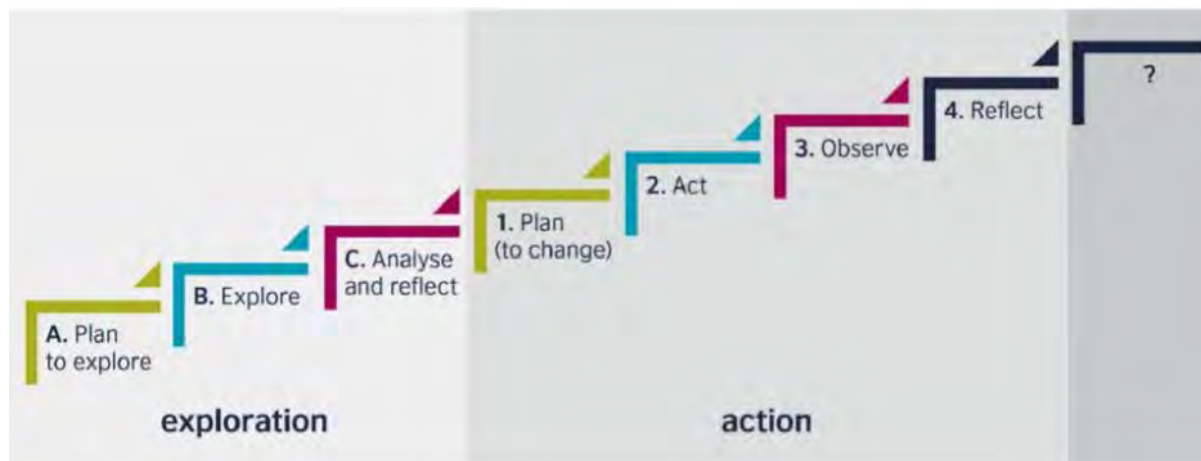 A. Plan
to explore
B. Explore
C. Analyse
and reflect
1. Plan
(to change)
2. Act
3. Observe
4. Reflect
?
exploration
action